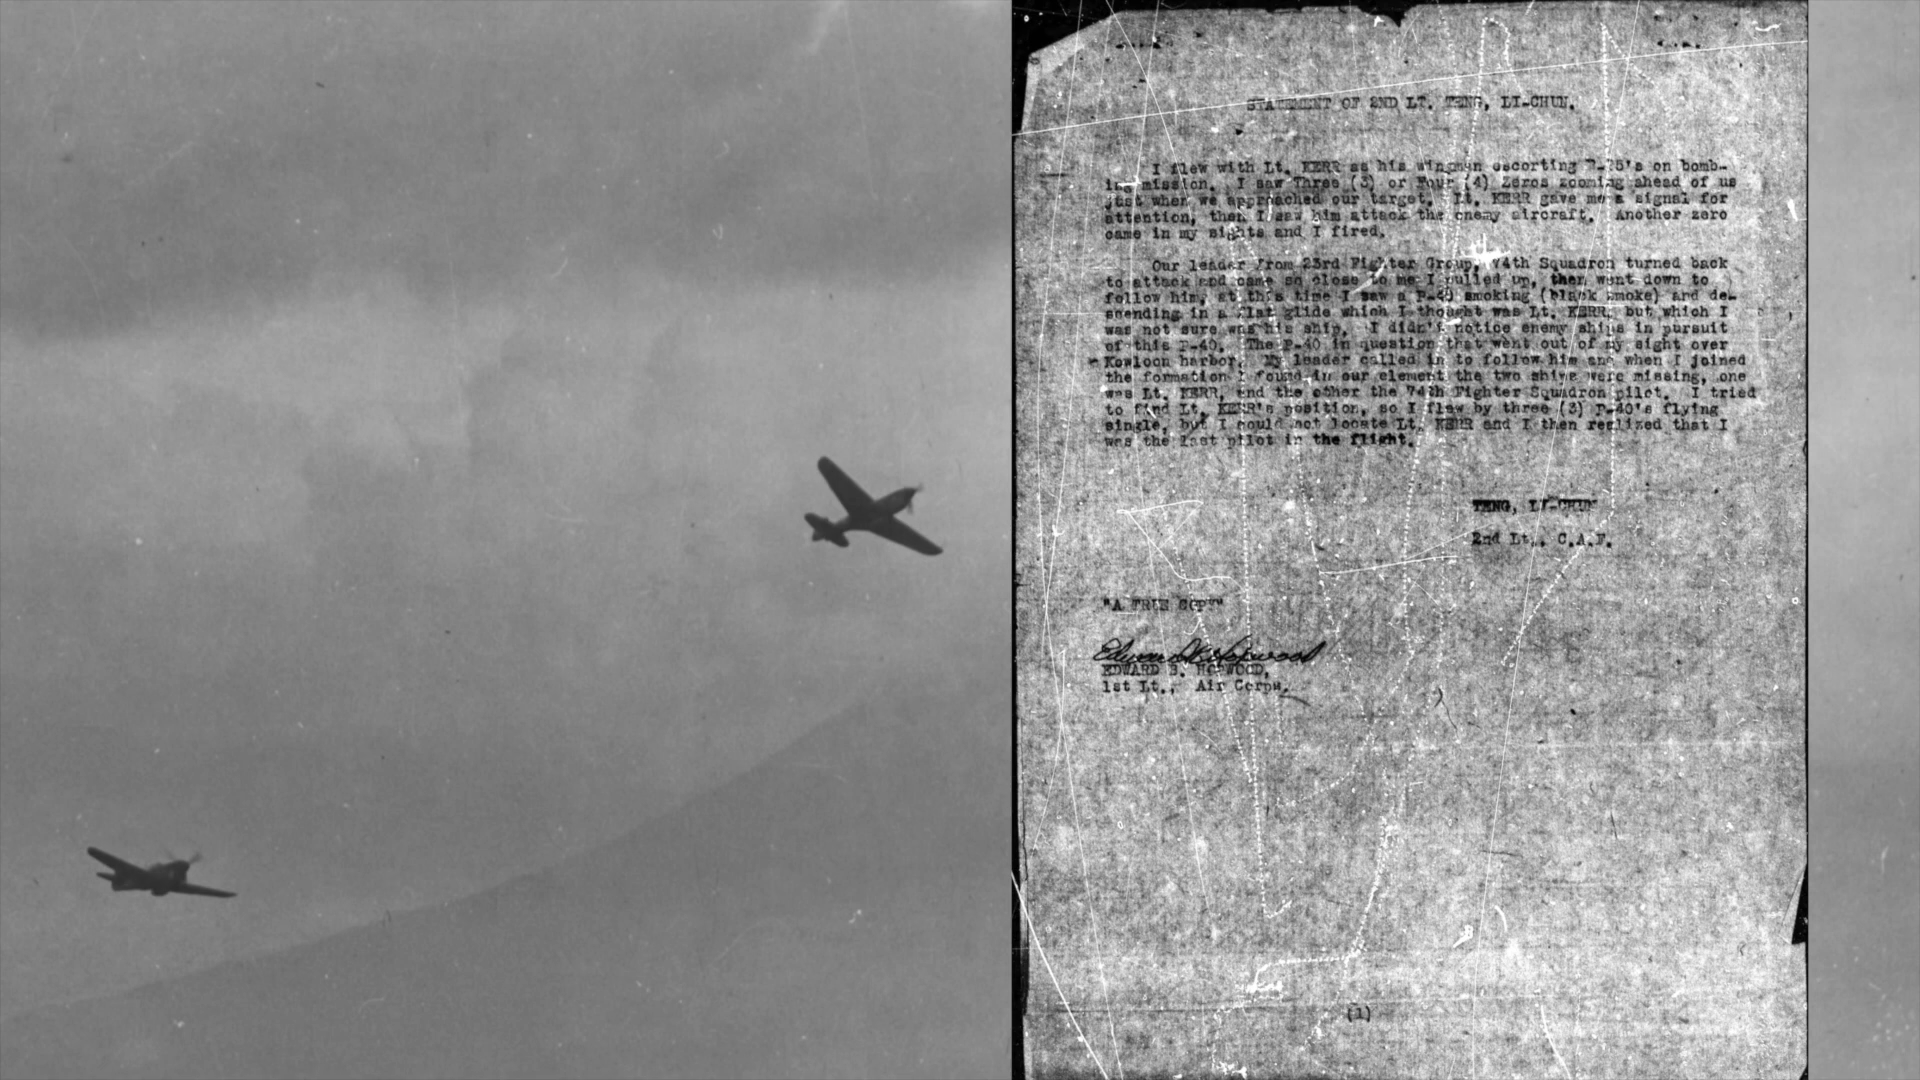 STATEMENT OF 2ND LT. TENG, LI-CHUN.
I flew with Lt. KERR as his wingman escorting B-25's on bomb-
ing mission. I saw Three (3) or Four (4) Zeros zooming ahead of us
just when we approached our target. Lt. KERR gave me a signal for
attention, then I saw him attack the enemy aircraft. Another zero
came in my sights and I fired.
Our leader from 23rd Fighter Group, 74th Squadron turned back
to attack and came so close to me I pulled up, then went down to
follow him, at this time I saw a P-40 smoking (black smoke) and de-
scending in a flat glide which I thought was Lt. KERR, but which I
was not sure was his ship. I didn't notice enemy ships in pursuit
of this P-40. The P-40 in question that went out of my sight over
Kowloon harbor. My leader called in to follow him and when I joined
the formation I found in our element the two ships were missing, one
was Lt. KERR, and the other the 74th Fighter Squadron pilot. I tried
to find Lt. KERR's position, so I flew by three (3) P-40's flying
single, but I could not locate Lt. KERR and I then realized that I
was the last pilot in the flight.
TENG, LI-CHUN
2nd Lt., C.A.F.
"A TRUE COPY"
Edward S. Hopwood
EDWARD S. HOPWOOD,
1st Lt., Air Corps.
(1)